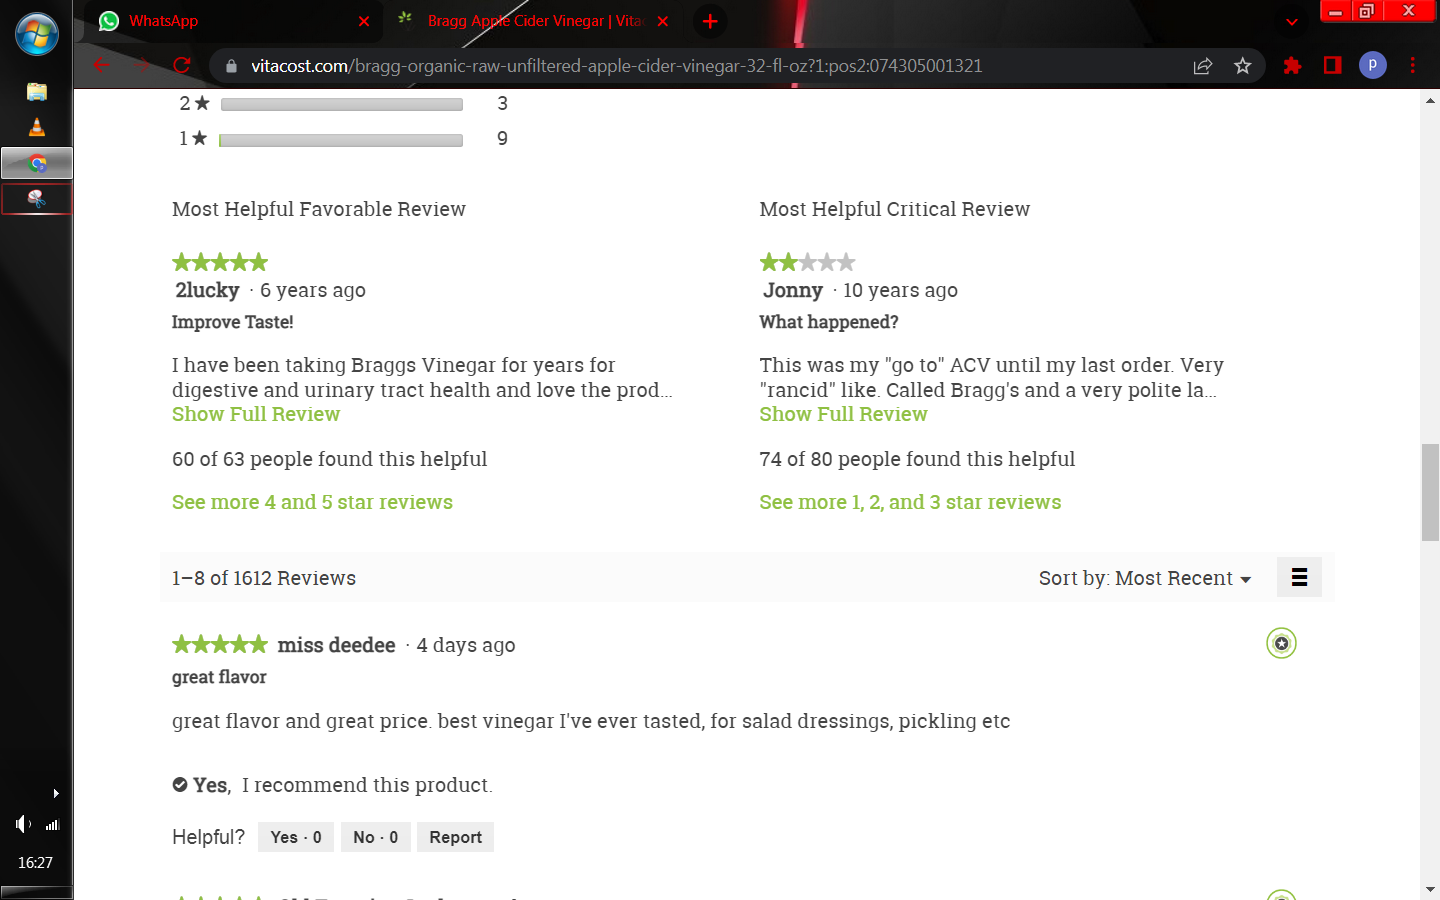 WhatsApp
Bragg Apple Cider Vinegar | Vita
vitacost.com/bragg-organic-raw-unfiltered-apple-cider-vinegar-32-fl-oz?1:pos2:074305001321
P
2★ 3
1★ 9
Most Helpful Favorable Review
2lucky · 6 years ago
Improve Taste!
I have been taking Braggs Vinegar for years for
digestive and urinary tract health and love the prod...
Show Full Review
60 of 63 people found this helpful
See more 4 and 5 star reviews
Most Helpful Critical Review
Jonny · 10 years ago
What happened?
This was my "go to" ACV until my last order. Very
"rancid" like. Called Bragg's and a very polite la...
Show Full Review
74 of 80 people found this helpful
See more 1, 2, and 3 star reviews
1–8 of 1612 Reviews
Sort by: Most Recent
miss deedee · 4 days ago
great flavor
great flavor and great price. best vinegar I've ever tasted, for salad dressings, pickling etc
Yes, I recommend this product.
Helpful? Yes · 0 No · 0 Report
16:27